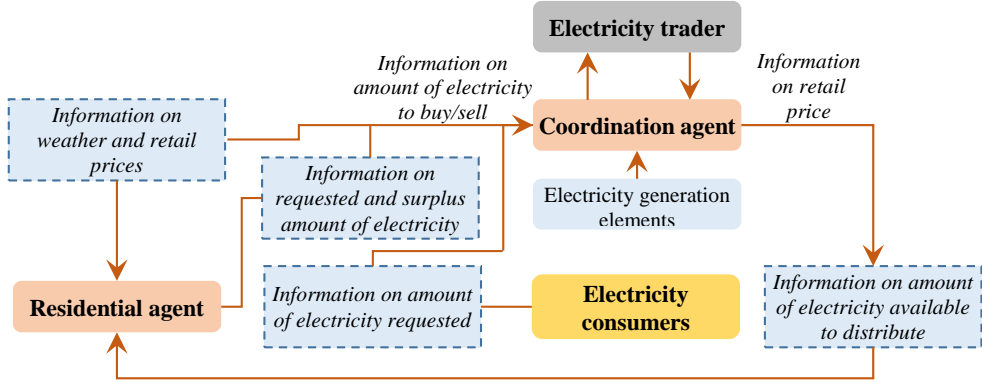 Electricity trader
Information on
amount of electricity
to buy/sell
Information
on retail
price
Information on
weather and retail
prices
Coordination agent
Information on
requested and surplus
amount of electricity
Electricity generation
elements
Residential agent
Information on amount
of electricity requested
Electricity
consumers
Information on amount
of electricity available
to distribute